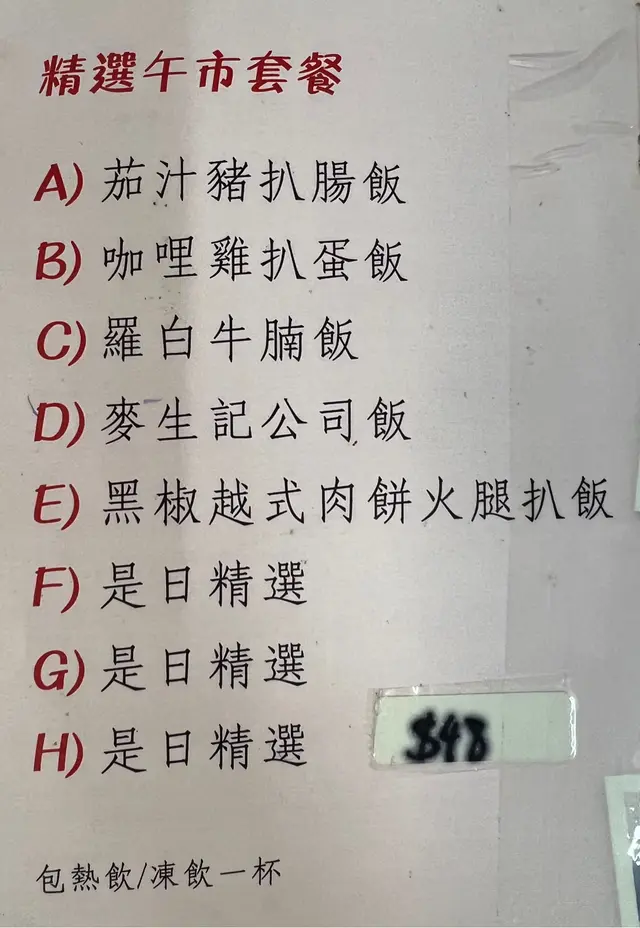 精選午市套餐
A) 茄汁豬扒腸飯
B) 咖哩雞扒蛋飯
C) 羅白牛腩飯
D) 麥生記公司飯
E) 黑椒越式肉餅火腿扒飯
F) 是日精選
G) 是日精選
H) 是日精選
$48
包熱飲/凍飲一杯